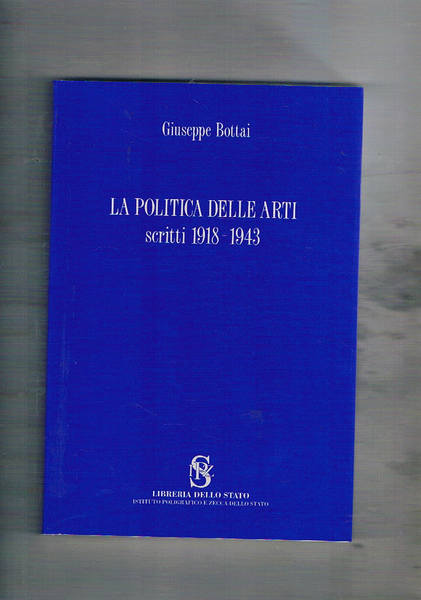 Giuseppe Bottai
LA POLITICA DELLE ARTI
scritti 1918-1943
LIBRERIA DELLO STATO
ISTITUTO POLIGRAFICO E ZECCA DELLO STATO